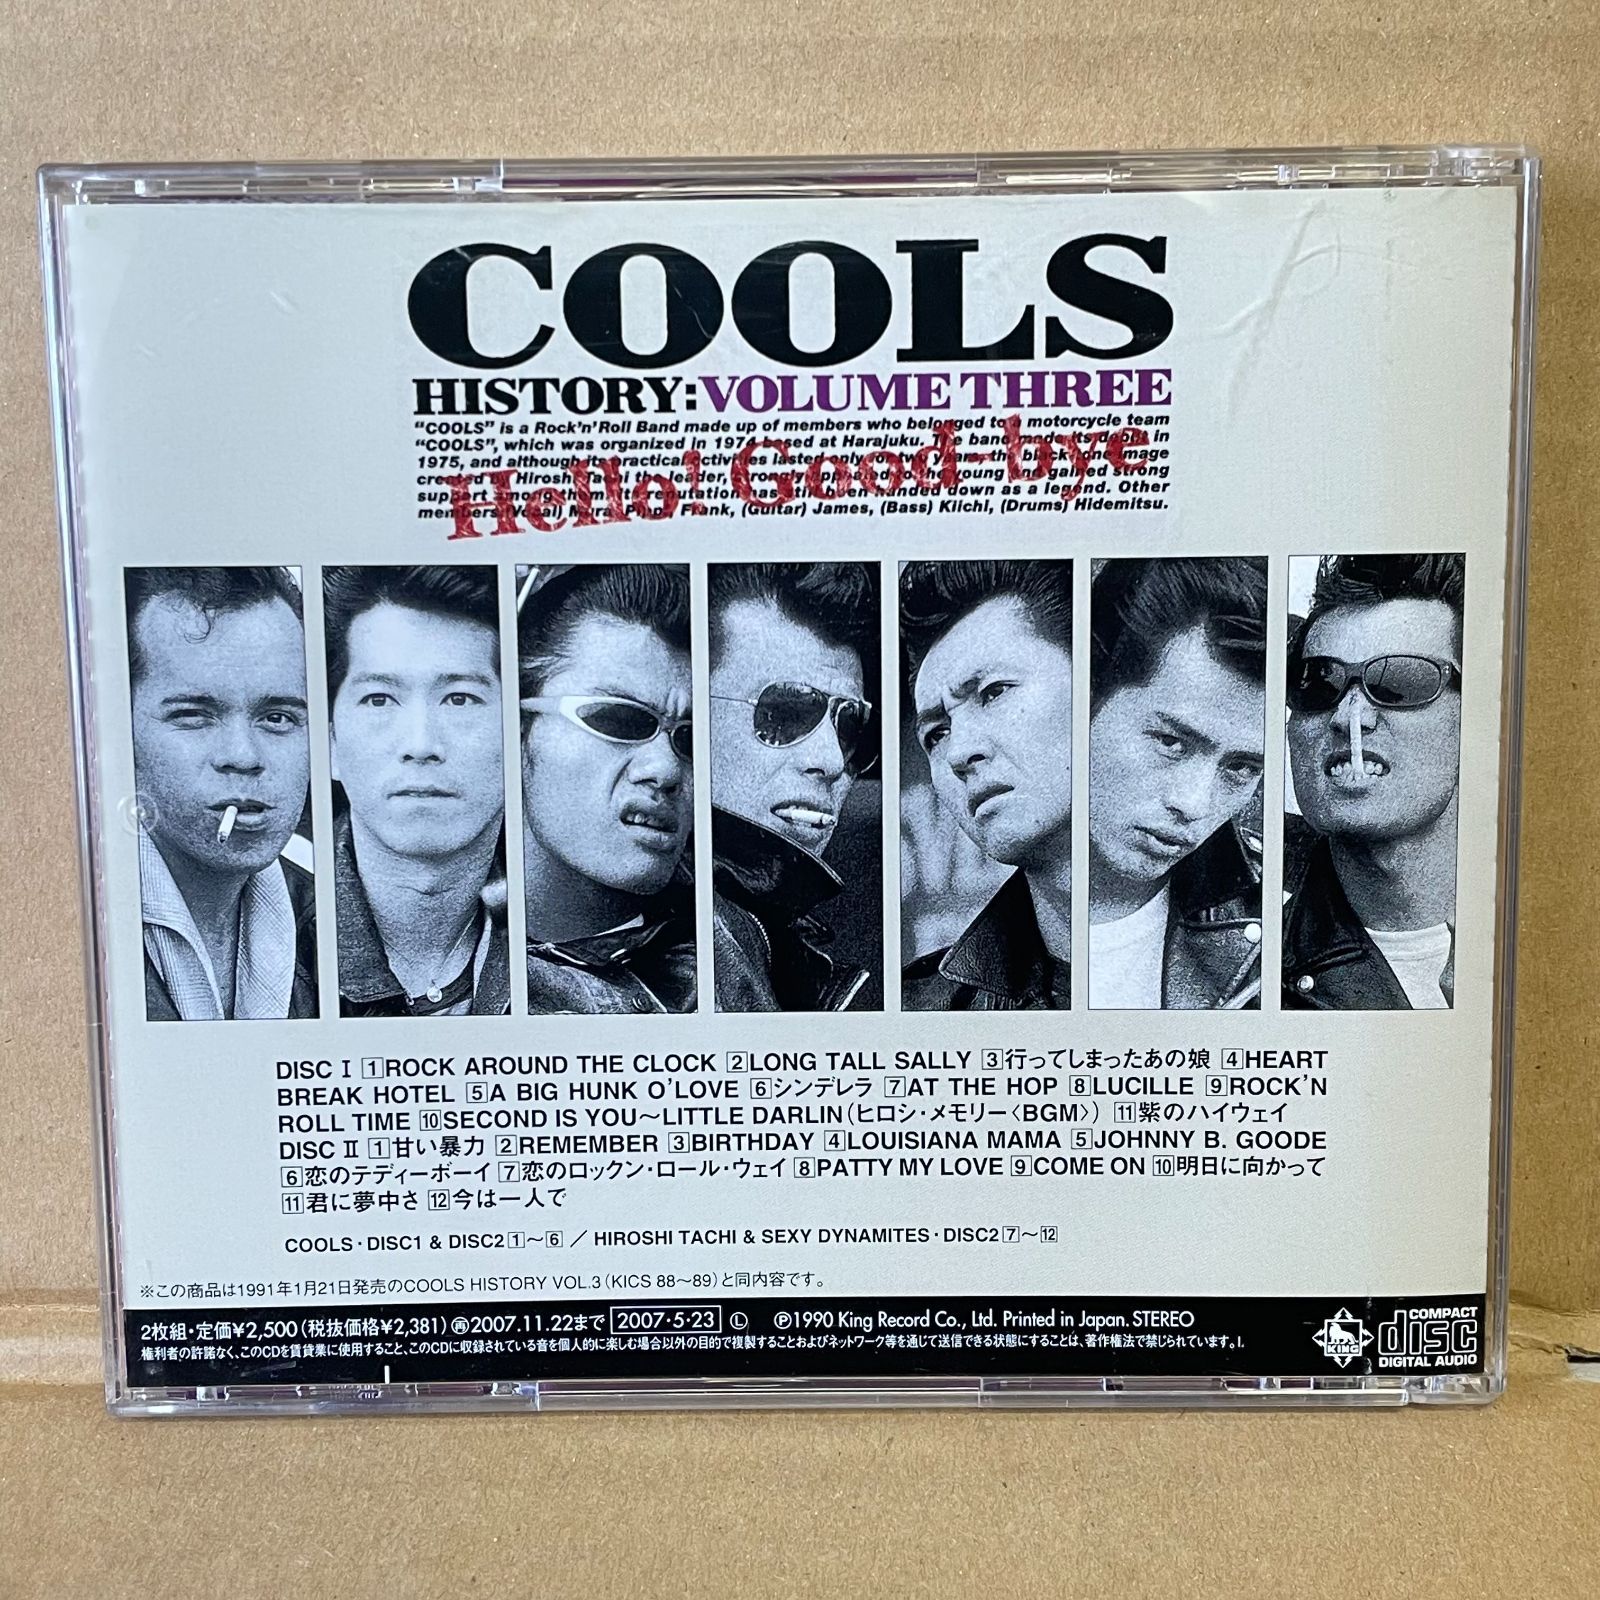 COOLS
HISTORY:VOLUME THREE
"COOLS" is a Rock'n'Roll Band made up of members who belonged to a motorcycle team
"COOLS", which was organized in 1974 based at Harajuku. The band made its debut in
1975, and although its practical activities lasted only for two years, the black-tone image
created by Hiroshi Tachi the leader, strongly appealed to the young and gained strong
support among them. Its reputation has still been handed down as a legend. Other
members (Vocal) Mura, Pippi, Frank, (Guitar) James, (Bass) Kiichi, (Drums) Hidemitsu.
Hello! Good-bye
DISC Ⅰ 1ROCK AROUND THE CLOCK 2LONG TALL SALLY 3行ってしまったあの娘 4HEART
BREAK HOTEL 5A BIG HUNK O'LOVE 6シンデレラ 7AT THE HOP 8LUCILLE 9ROCK'N
ROLL TIME 10SECOND IS YOU〜LITTLE DARLIN(ヒロシ・メモリー〈BGM〉) 11紫のハイウェイ
DISC Ⅱ 1甘い暴力 2REMEMBER 3BIRTHDAY 4LOUISIANA MAMA 5JOHNNY B. GOODE
6恋のテディーボーイ 7恋のロックン・ロール・ウェイ 8PATTY MY LOVE 9COME ON 10明日に向かって
11君に夢中さ 12今は一人で
COOLS・DISC1 & DISC2 1〜6 / HIROSHI TACHI & SEXY DYNAMITES・DISC2 7〜12
※この商品は1991年1月21日発売のCOOLS HISTORY VOL.3(KICS 88〜89)と同内容です。
2枚組・定価¥2,500(税抜価格¥2,381) ㊣2007.11.22まで 2007・5・23 Ⓛ ℗1990 King Record Co., Ltd. Printed in Japan. STEREO
権利者の許諾なく、このCDを賃貸業に使用すること、このCDに収録されている音を個人的に楽しむ場合以外の目的で複製することおよびネットワーク等を通じて送信できる状態にすることは、著作権法で禁じられています。I.
KING
COMPACT
disc
DIGITAL AUDIO